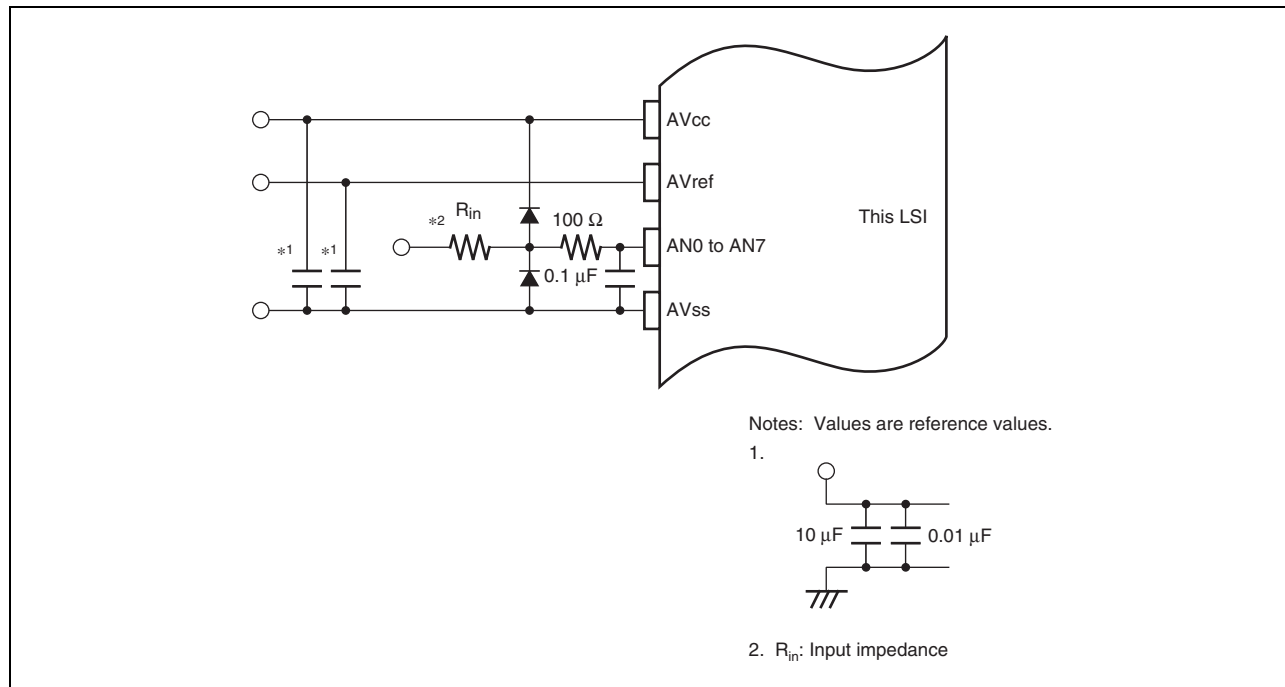 AVcc
AVref
*2 Rin
100 Ω
This LSI
AN0 to AN7
*1 *1
0.1 µF
AVss
Notes: Values are reference values.
1.
10 µF
0.01 µF
2. Rin: Input impedance